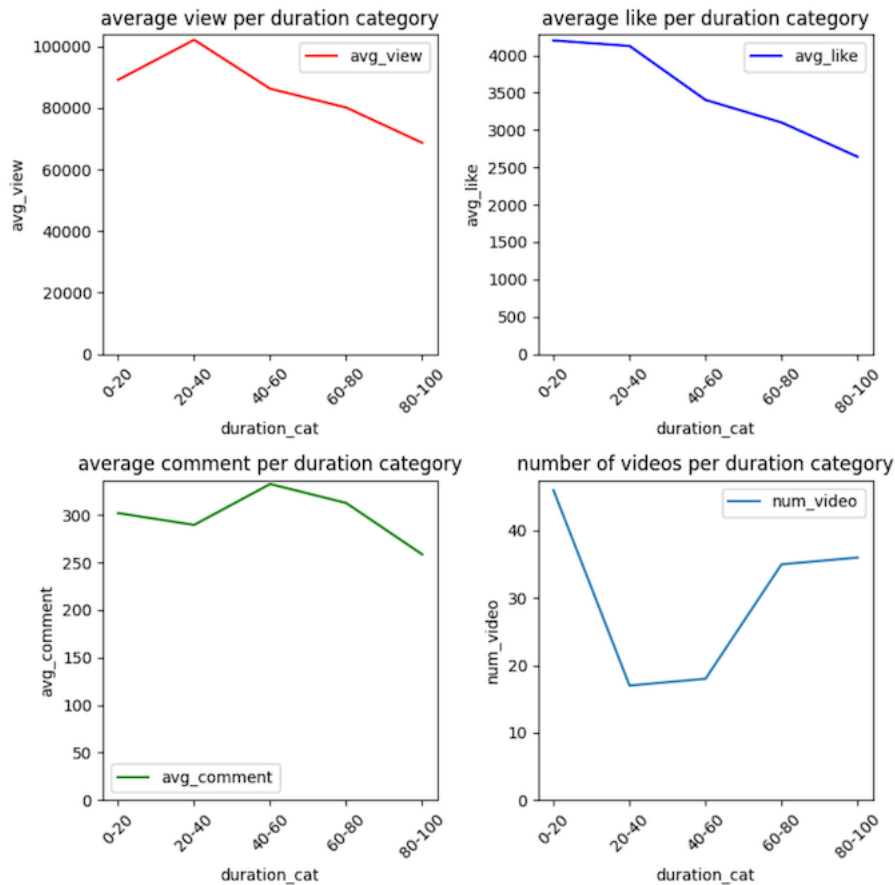 average view per duration category
avg_view
100000
80000
60000
40000
20000
0
avg_view
0-20
20-40
40-60
60-80
80-100
duration_cat
average like per duration category
avg_like
4000
3500
3000
2500
2000
1500
1000
500
0
avg_like
0-20
20-40
40-60
60-80
80-100
duration_cat
average comment per duration category
300
250
200
150
100
50
0
avg_comment
avg_comment
0-20
20-40
40-60
60-80
80-100
duration_cat
number of videos per duration category
num_video
40
30
20
10
0
num_video
0-20
20-40
40-60
60-80
80-100
duration_cat